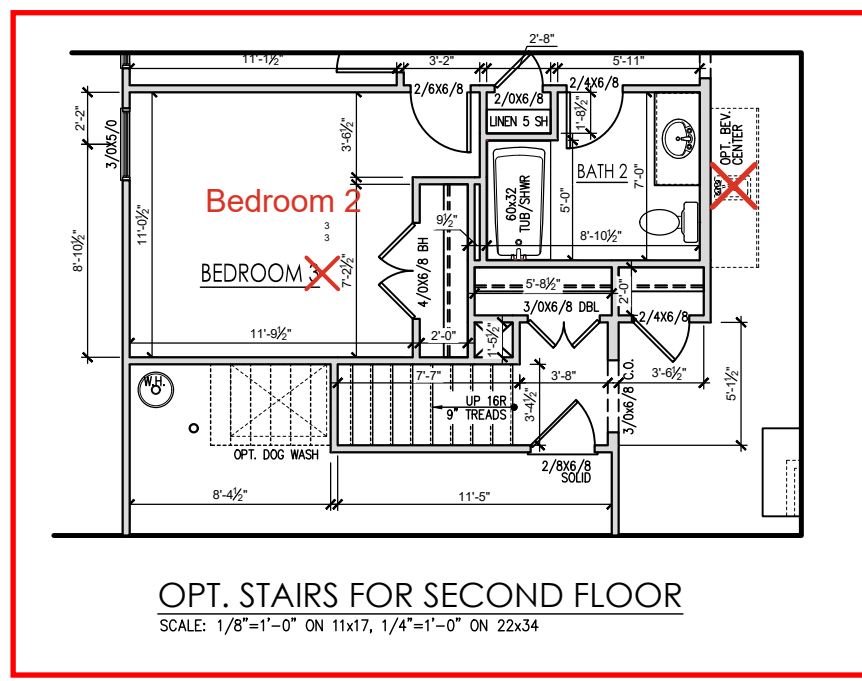 2'-8"
11'-1½"
3'-2"
5'-11"
2/6X6/8
2/0X6/8
2/4X6/8
2'-2"
3/0X5/0
3'-6½"
LINEN 5 SH
1'-8½"
OPT. BEV.
CENTER
BATH 2
7'-0"
60x32
TUB/SHWR
5'-0"
Bedroom 2
3
3
9½"
8'-10½"
11'-0½"
8'-10½"
BEDROOM 3
7'-2½"
4/0X6/8 BH
5'-8½"
2'-0"
3/0X6/8 DBL
2/4X6/8
11'-9½"
2'-0"
1'-5½"
W.H.
7'-7"
3'-8"
3'-6½"
5'-1½"
UP 16R
9" TREADS
3'-4½"
3/0x6/8 C.O.
OPT. DOG WASH
2/8X6/8
SOLID
8'-4½"
11'-5"
OPT. STAIRS FOR SECOND FLOOR
SCALE: 1/8"=1'-0" ON 11x17, 1/4"=1'-0" ON 22x34